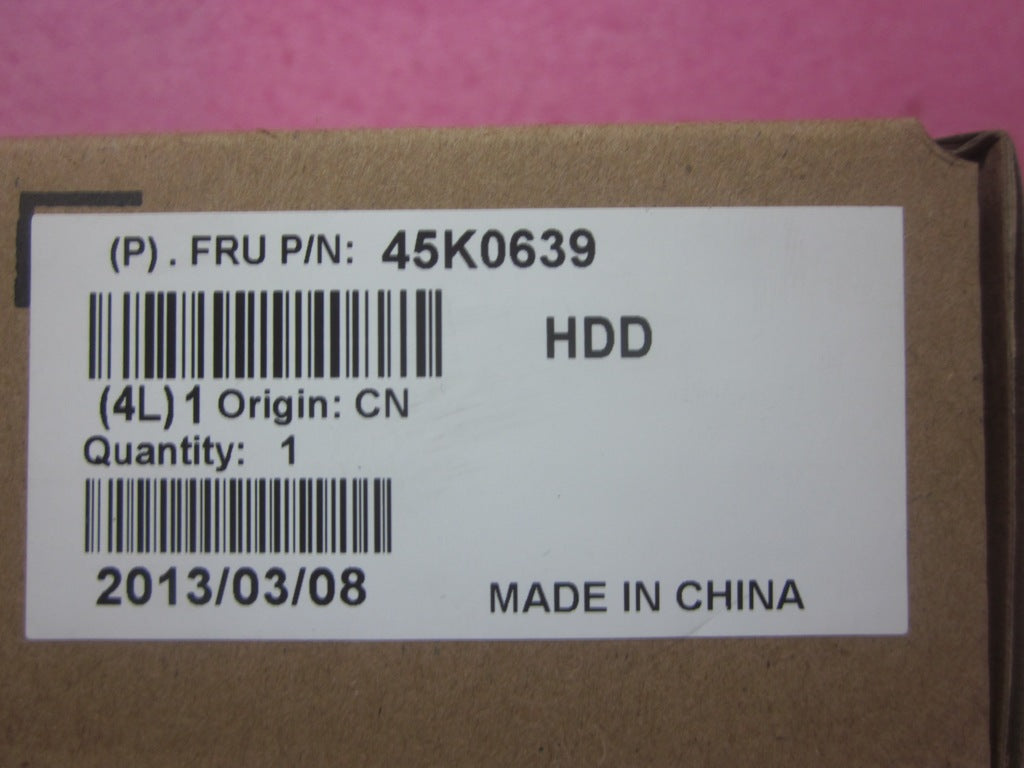 (P) . FRU P/N: 45K0639
HDD
(4L) 1 Origin: CN
Quantity: 1
2013/03/08
MADE IN CHINA